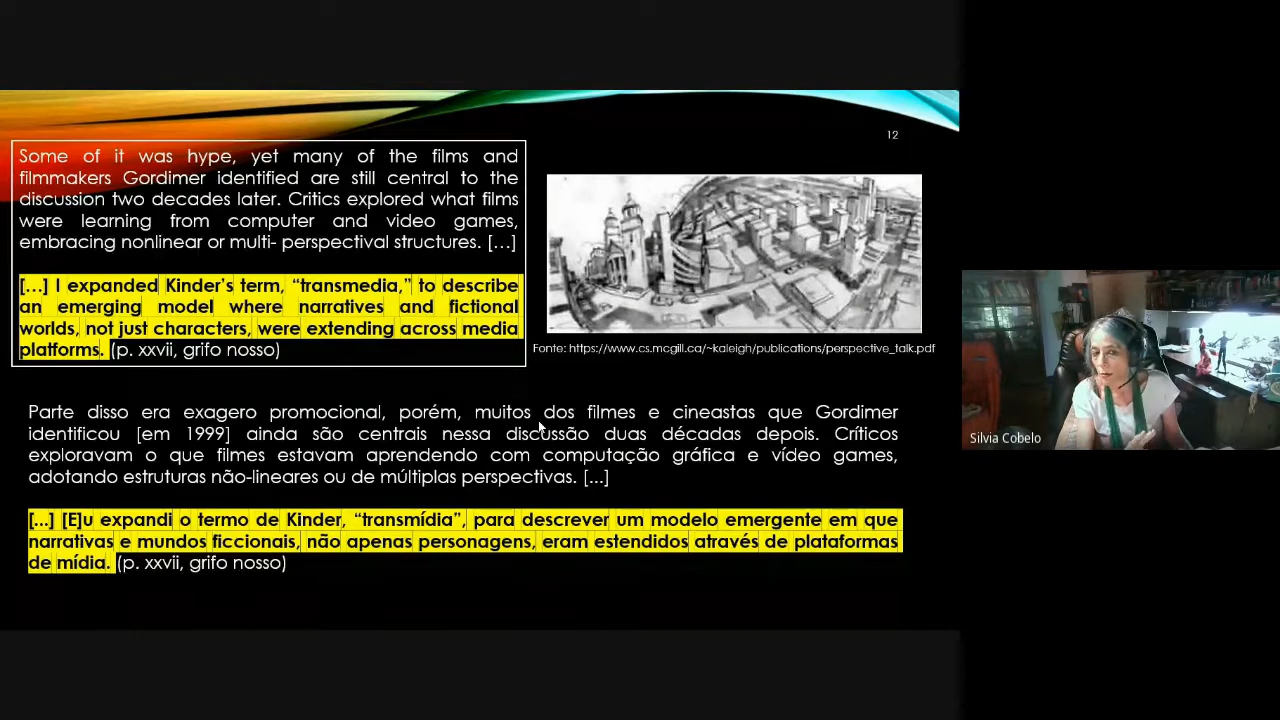 12
Some of it was hype, yet many of the films and
filmmakers Gordimer identified are still central to the
discussion two decades later. Critics explored what films
were learning from computer and video games,
embracing nonlinear or multi- perspectival structures. […]
[…] I expanded Kinder’s term, “transmedia,” to describe
an emerging model where narratives and fictional
worlds, not just characters, were extending across media
platforms. (p. xxvii, grifo nosso)
Fonte: https://www.cs.mcgill.ca/~kaleigh/publications/perspective_talk.pdf
Parte disso era exagero promocional, porém, muitos dos filmes e cineastas que Gordimer
identificou [em 1999] ainda são centrais nessa discussão duas décadas depois. Críticos
exploravam o que filmes estavam aprendendo com computação gráfica e vídeo games,
adotando estruturas não-lineares ou de múltiplas perspectivas. [...]
[...] [E]u expandi o termo de Kinder, “transmídia”, para descrever um modelo emergente em que
narrativas e mundos ficcionais, não apenas personagens, eram estendidos através de plataformas
de mídia. (p. xxvii, grifo nosso)
Silvia Cobelo